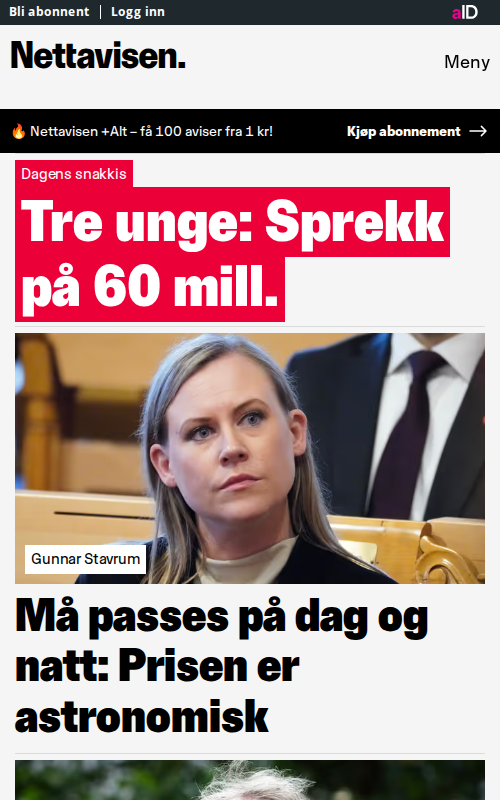 Bli abonnent | Logg inn
aID
Nettavisen.
Meny
🔥 Nettavisen +Alt – få 100 aviser fra 1 kr!
Kjøp abonnement →
Dagens snakkis
Tre unge: Sprekk
på 60 mill.
Gunnar Stavrum
Må passes på dag og
natt: Prisen er
astronomisk